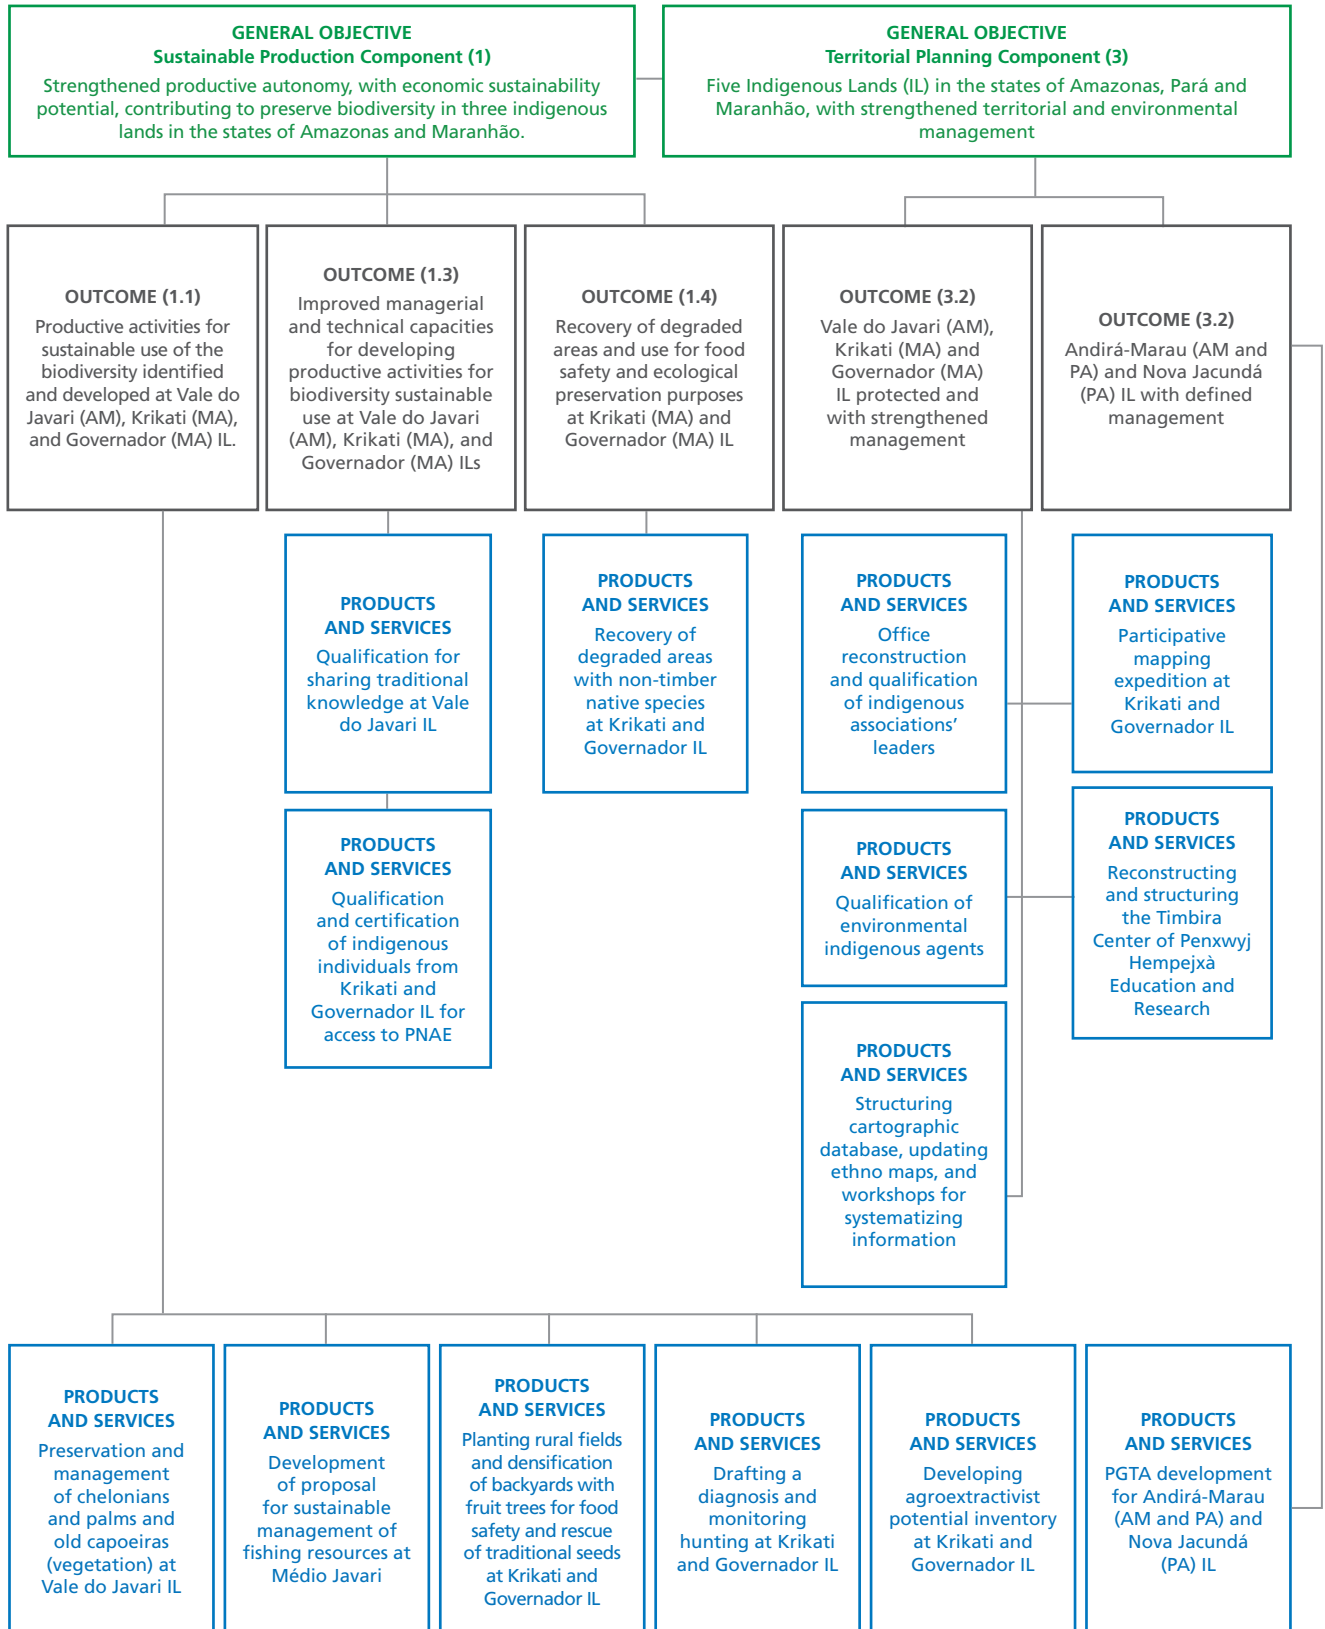 GENERAL OBJECTIVE
Sustainable Production Component (1)
Strengthened productive autonomy, with economic sustainability
potential, contributing to preserve biodiversity in three indigenous
lands in the states of Amazonas and Maranhão.
GENERAL OBJECTIVE
Territorial Planning Component (3)
Five Indigenous Lands (IL) in the states of Amazonas, Pará and
Maranhão, with strengthened territorial and environmental
management
OUTCOME (1.1)
Productive activities for
sustainable use of the
biodiversity identified
and developed at Vale do
Javari (AM), Krikati (MA),
and Governador (MA) IL.
OUTCOME (1.3)
Improved managerial
and technical capacities
for developing
productive activities for
biodiversity sustainable
use at Vale do Javari
(AM), Krikati (MA), and
Governador (MA) ILs
OUTCOME (1.4)
Recovery of degraded
areas and use for food
safety and ecological
preservation purposes
at Krikati (MA) and
Governador (MA) IL
OUTCOME (3.2)
Vale do Javari (AM),
Krikati (MA) and
Governador (MA)
IL protected and
with strengthened
management
OUTCOME (3.2)
Andirá-Marau (AM and
PA) and Nova Jacundá
(PA) IL with defined
management
PRODUCTS
AND SERVICES
Qualification for
sharing traditional
knowledge at Vale
do Javari IL
PRODUCTS
AND SERVICES
Recovery of
degraded areas
with non-timber
native species
at Krikati and
Governador IL
PRODUCTS
AND SERVICES
Office
reconstruction
and qualification
of indigenous
associations’
leaders
PRODUCTS
AND SERVICES
Participative
mapping
expedition at
Krikati and
Governador IL
PRODUCTS
AND SERVICES
Qualification
and certification
of indigenous
individuals from
Krikati and
Governador IL for
access to PNAE
PRODUCTS
AND SERVICES
Qualification of
environmental
indigenous agents
PRODUCTS
AND SERVICES
Reconstructing
and structuring
the Timbira
Center of Penxwyj
Hempejxà
Education and
Research
PRODUCTS
AND SERVICES
Structuring
cartographic
database, updating
ethno maps, and
workshops for
systematizing
information
PRODUCTS
AND SERVICES
Preservation and
management
of chelonians
and palms and
old capoeiras
(vegetation) at
Vale do Javari IL
PRODUCTS
AND SERVICES
Development
of proposal
for sustainable
management of
fishing resources at
Médio Javari
PRODUCTS
AND SERVICES
Planting rural fields
and densification
of backyards with
fruit trees for food
safety and rescue
of traditional seeds
at Krikati and
Governador IL
PRODUCTS
AND SERVICES
Drafting a
diagnosis and
monitoring
hunting at Krikati
and Governador IL
PRODUCTS
AND SERVICES
Developing
agroextractivist
potential inventory
at Krikati and
Governador IL
PRODUCTS
AND SERVICES
PGTA development
for Andirá-Marau
(AM and PA) and
Nova Jacundá
(PA) IL